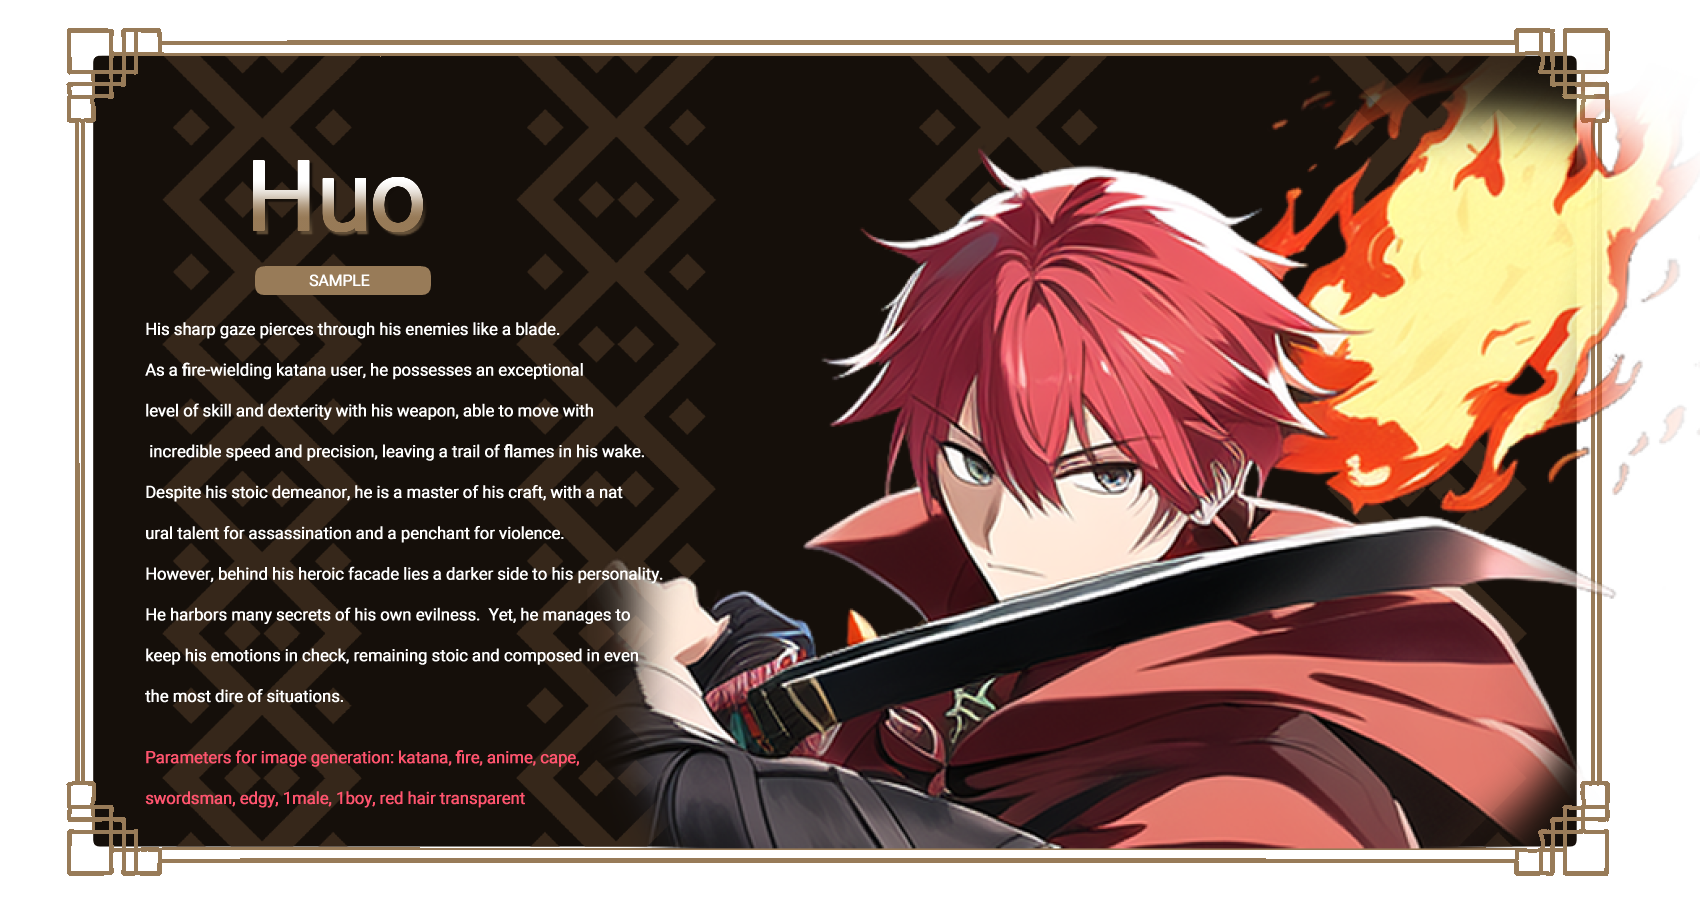 Huo
SAMPLE
His sharp gaze pierces through his enemies like a blade.
As a fire-wielding katana user, he possesses an exceptional
level of skill and dexterity with his weapon, able to move with
incredible speed and precision, leaving a trail of flames in his wake.
Despite his stoic demeanor, he is a master of his craft, with a nat
ural talent for assassination and a penchant for violence.
However, behind his heroic facade lies a darker side to his personality.
He harbors many secrets of his own evilness.  Yet, he manages to
keep his emotions in check, remaining stoic and composed in even
the most dire of situations.
Parameters for image generation: katana, fire, anime, cape,
swordsman, edgy, 1male, 1boy, red hair transparent